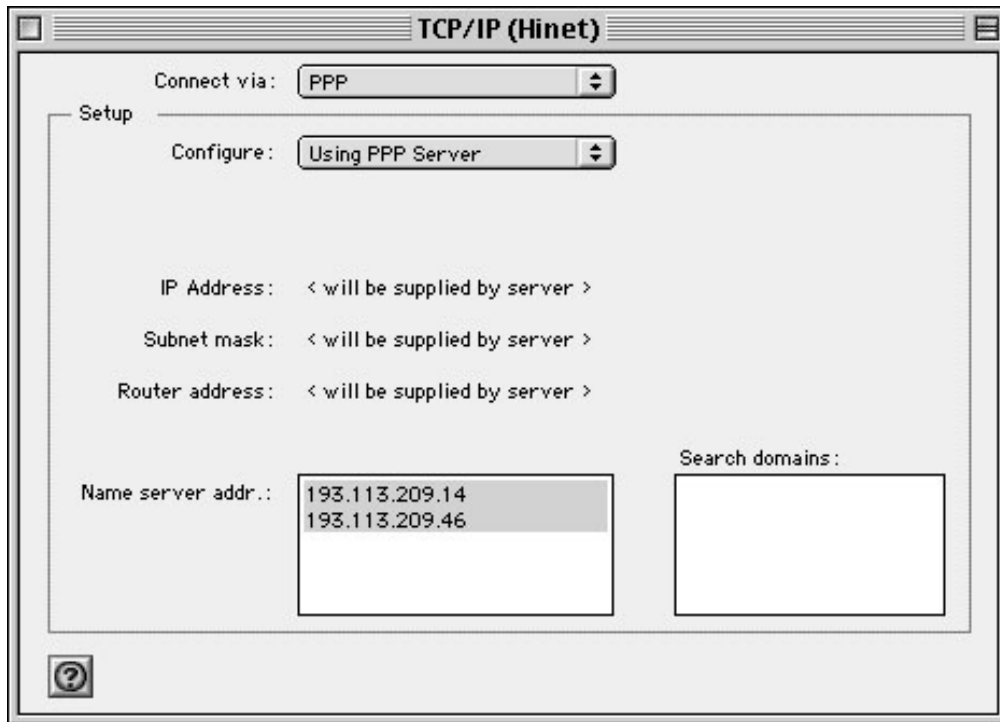 TCP/IP (Hinet)
Connect via: PPP
Setup
Configure: Using PPP Server
IP Address: < will be supplied by server >
Subnet mask: < will be supplied by server >
Router address: < will be supplied by server >
Search domains:
Name server addr.: 193.113.209.14
193.113.209.46
?